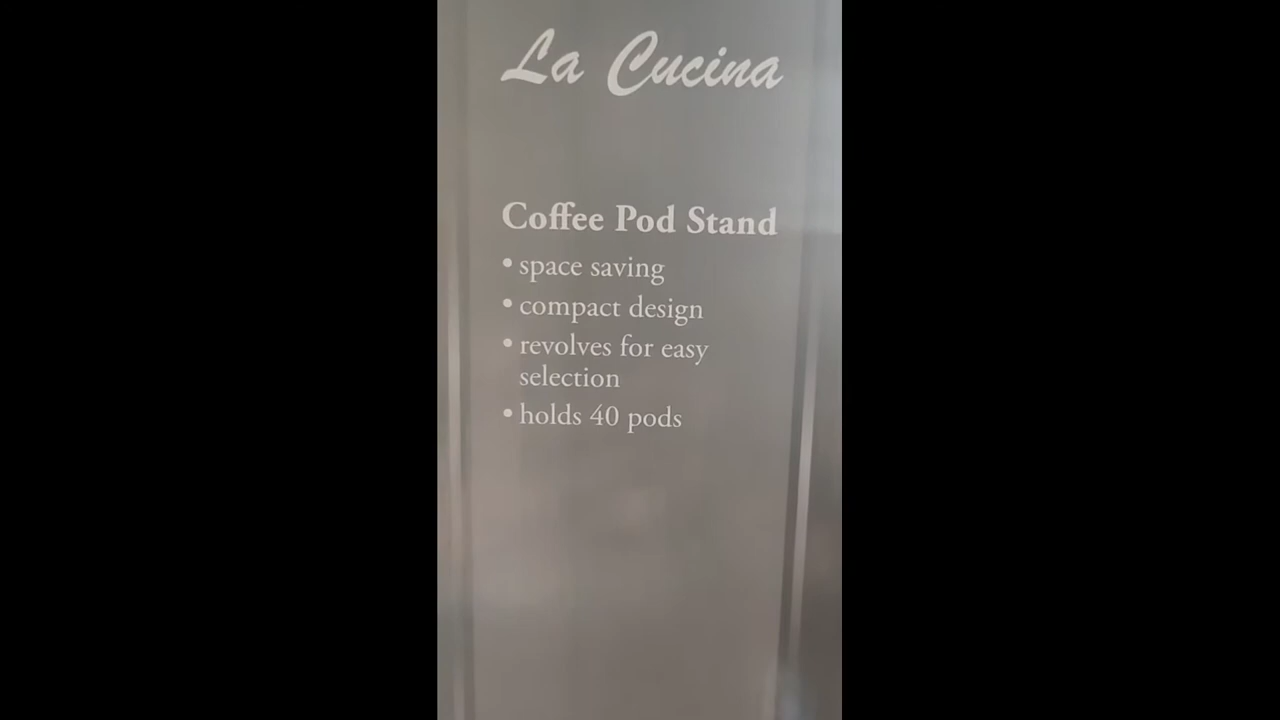 La Cucina
Coffee Pod Stand
• space saving
• compact design
• revolves for easy
selection
• holds 40 pods